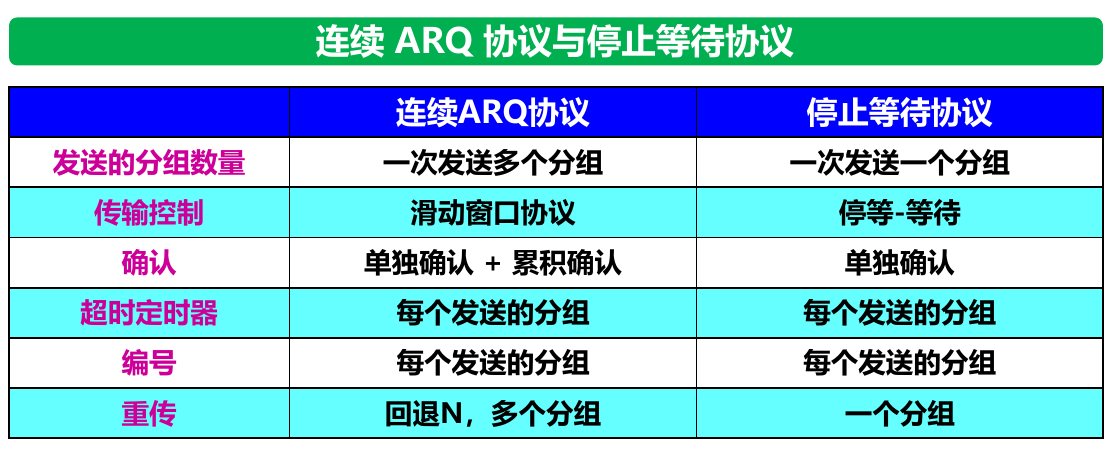 连续 ARQ 协议与停止等待协议
连续ARQ协议 停止等待协议
发送的分组数量 一次发送多个分组 一次发送一个分组
传输控制 滑动窗口协议 停等-等待
确认 单独确认 + 累积确认 单独确认
超时定时器 每个发送的分组 每个发送的分组
编号 每个发送的分组 每个发送的分组
重传 回退N，多个分组 一个分组